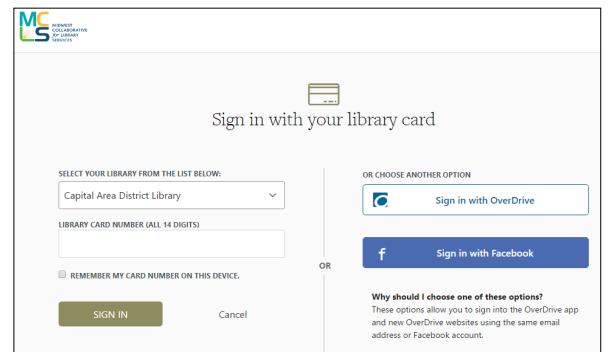 MCLS
MIDWEST
COLLABORATIVE
for LIBRARY
SERVICES
Sign in with your library card
SELECT YOUR LIBRARY FROM THE LIST BELOW:
Capital Area District Library
LIBRARY CARD NUMBER (ALL 14 DIGITS)
REMEMBER MY CARD NUMBER ON THIS DEVICE.
SIGN IN
Cancel
OR
OR CHOOSE ANOTHER OPTION
Sign in with OverDrive
f Sign in with Facebook
Why should I choose one of these options?
These options allow you to sign into the OverDrive app
and new OverDrive websites using the same email
address or Facebook account.